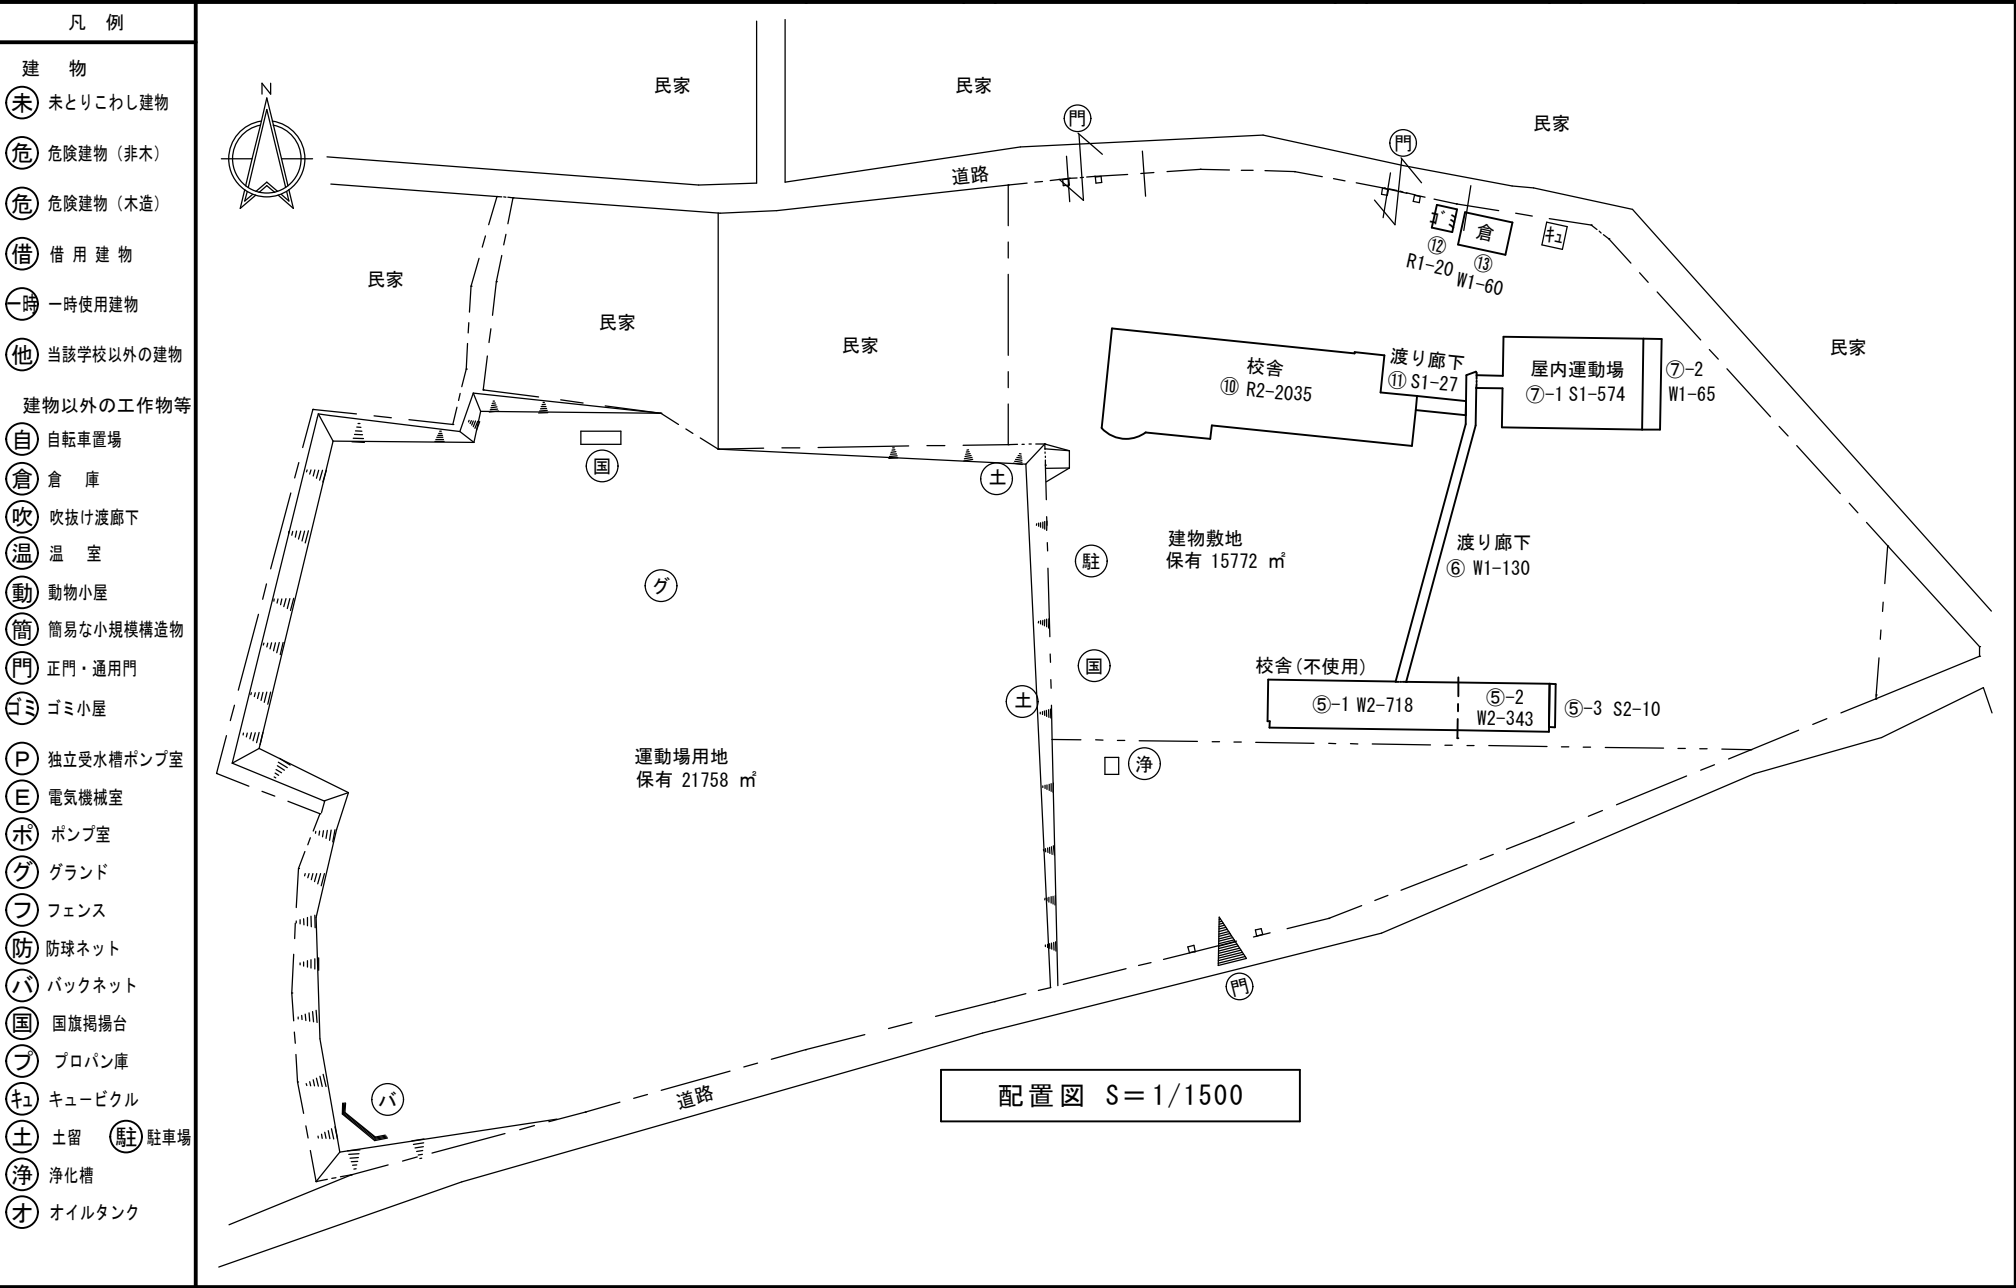 凡 例
建 物
未 未とりこわし建物
危 危険建物（非木）
危 危険建物（木造）
借 借用建物
一時 一時使用建物
他 当該学校以外の建物
建物以外の工作物等
自 自転車置場
倉 倉 庫
吹 吹抜け渡廊下
温 温 室
動 動物小屋
簡 簡易な小規模構造物
門 正門・通用門
ゴミ ゴミ小屋
P 独立受水槽ポンプ室
E 電気機械室
ポ ポンプ室
グ グランド
フ フェンス
防 防球ネット
バ バックネット
国 国旗掲揚台
プ プロパン庫
キュ キュービクル
土 土留 駐 駐車場
浄 浄化槽
オ オイルタンク
N
民家
民家
民家
門
門
道路
ゴミ
倉
キュ
⑫
R1-20
⑬
W1-60
民家
民家
民家
民家
校舎
⑩ R2-2035
渡り廊下
⑪ S1-27
屋内運動場
⑦-1 S1-574
⑦-2
W1-65
国
土
グ
駐
建物敷地
保有 15772 ㎡
渡り廊下
⑥ W1-130
国
土
校舎(不使用)
⑤-1 W2-718
⑤-2
W2-343
⑤-3 S2-10
運動場用地
保有 21758 ㎡
浄
門
バ
道路
配置図 S＝1/1500